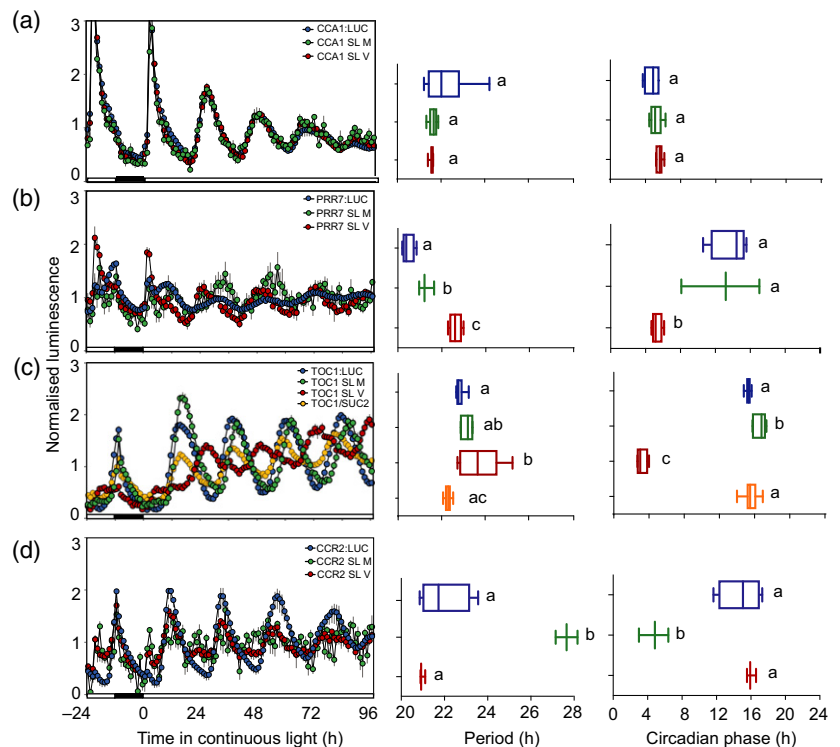 (a)
3
2
1
0
CCA1:LUC
CCA1 SL M
CCA1 SL V
a
a
a
a
a
a
(b)
3
2
1
0
PRR7:LUC
PRR7 SL M
PRR7 SL V
a
b
c
a
a
b
Normalised luminescence
(c)
3
2
1
0
TOC1:LUC
TOC1 SL M
TOC1 SL V
TOC1/SUC2
a
ab
b
ac
a
b
c
a
(d)
3
2
1
0
CCR2:LUC
CCR2 SL M
CCR2 SL V
a
b
a
a
b
a
−24 0 24 48 72 96
Time in continuous light (h)
20 22 24 26 28
Period (h)
0 4 8 12 16 20 24
Circadian phase (h)